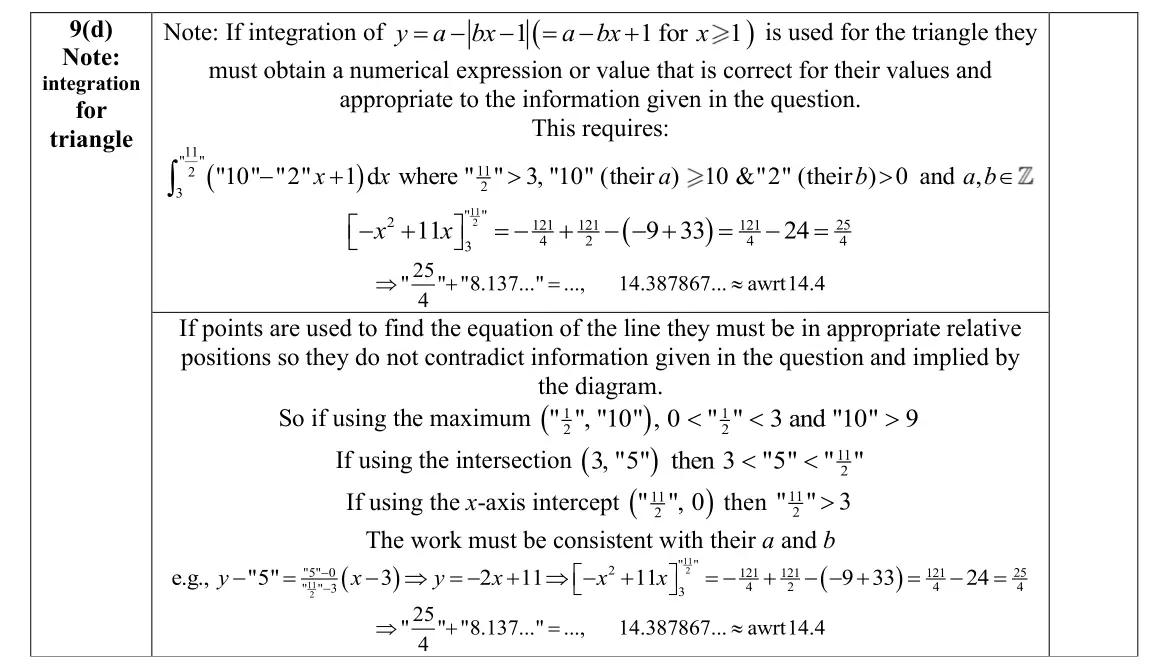 9(d)
Note:
integration
for
triangle
Note: If integration of y = a − |bx − 1| (= a − bx + 1 for x ⩾ 1) is used for the triangle they
must obtain a numerical expression or value that is correct for their values and
appropriate to the information given in the question.
This requires:
∫₃^{"11/2"} ("10"−"2"x + 1) dx where "11/2" > 3, "10" (their a) ⩾ 10 & "2" (their b) > 0 and a, b ∈ ℤ
[−x² + 11x]₃^{"11/2"} = −121/4 + 121/2 − (−9 + 33) = 121/4 − 24 = 25/4
⇒ "25/4" + "8.137..." = ..., 14.387867... ≈ awrt14.4
If points are used to find the equation of the line they must be in appropriate relative
positions so they do not contradict information given in the question and implied by
the diagram.
So if using the maximum ("1/2", "10"), 0 < "1/2" < 3 and "10" > 9
If using the intersection (3, "5") then 3 < "5" < "11/2"
If using the x-axis intercept ("11/2", 0) then "11/2" > 3
The work must be consistent with their a and b
e.g., y − "5" = ("5"−0)/("11/2"−3) (x − 3) ⇒ y = −2x + 11 ⇒ [−x² + 11x]₃^{"11/2"} = −121/4 + 121/2 − (−9 + 33) = 121/4 − 24 = 25/4
⇒ "25/4" + "8.137..." = ..., 14.387867... ≈ awrt14.4